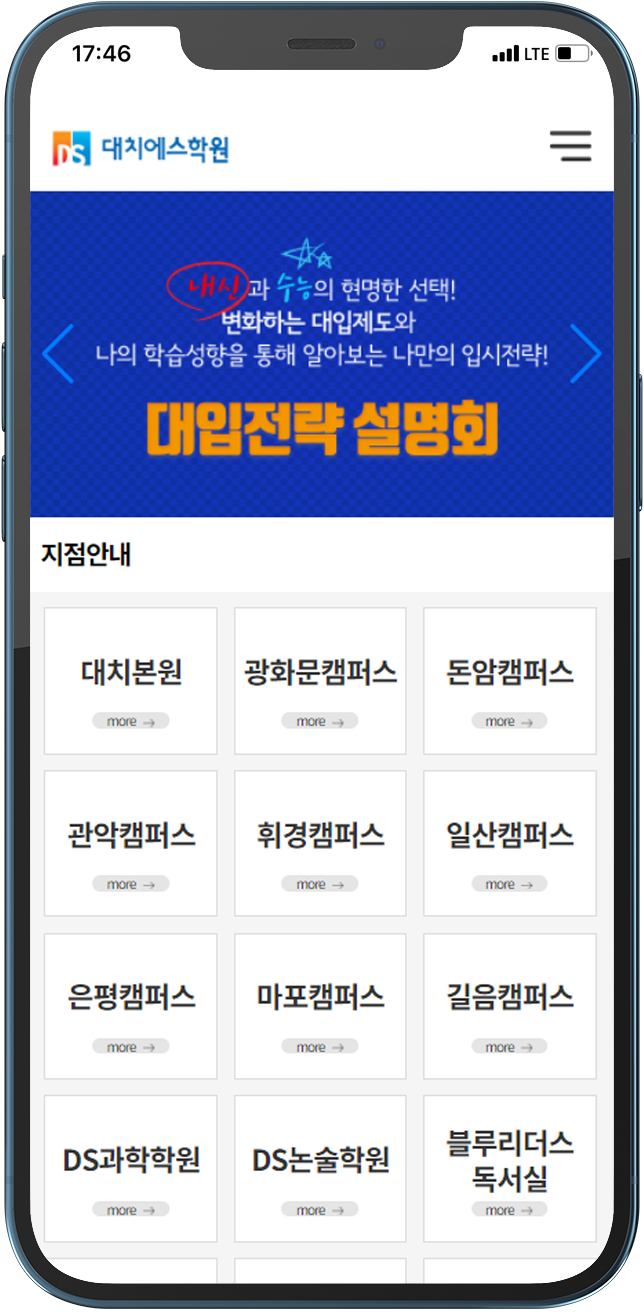 17:46
LTE
DS 대치에스학원
내신과 수능의 현명한 선택!
변화하는 대입제도와
나의 학습성향을 통해 알아보는 나만의 입시전략!
대입전략 설명회
지점안내
대치본원 광화문캠퍼스 돈암캠퍼스
more → more → more →
관악캠퍼스 휘경캠퍼스 일산캠퍼스
more → more → more →
은평캠퍼스 마포캠퍼스 길음캠퍼스
more → more → more →
DS과학학원 DS논술학원 블루리더스
독서실
more → more → more →